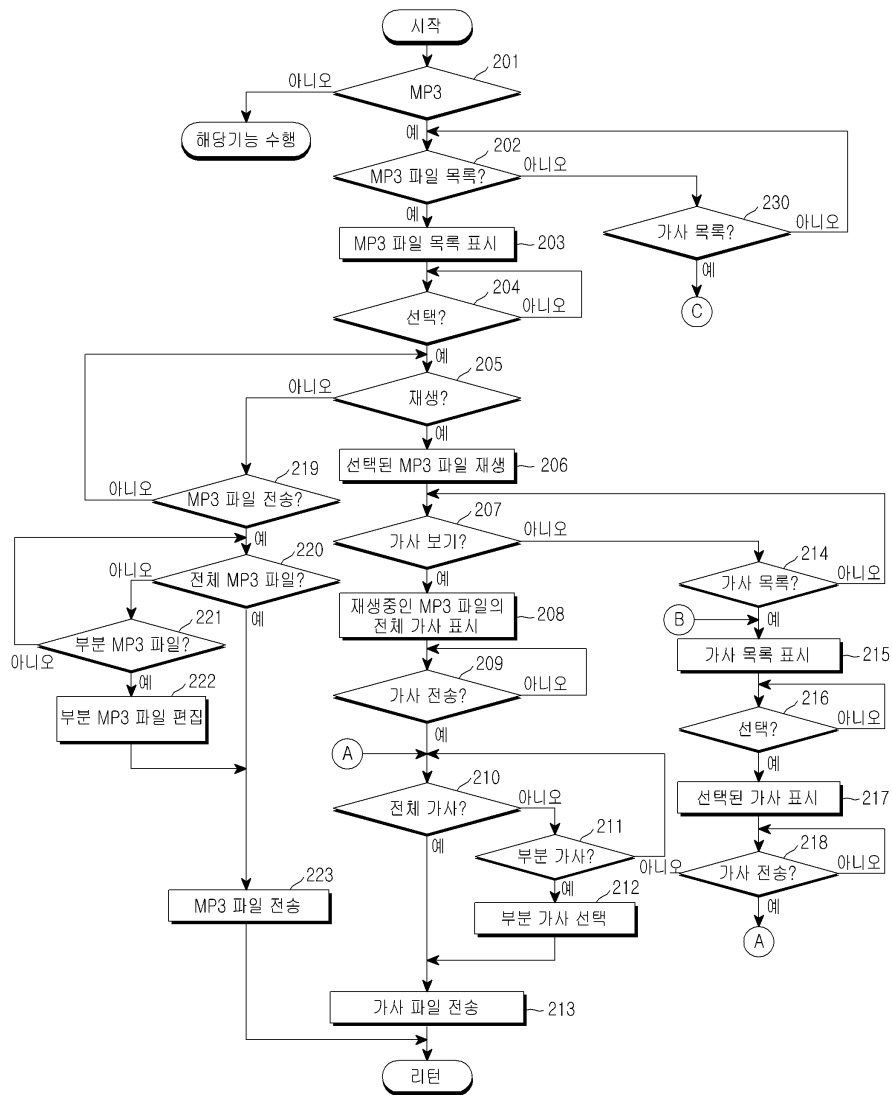 시작
201
MP3
아니오
예
해당기능 수행
202
MP3 파일 목록?
아니오
예
230
가사 목록?
아니오
예
C
MP3 파일 목록 표시
203
204
선택?
아니오
예
205
재생?
아니오
예
선택된 MP3 파일 재생
206
219
MP3 파일 전송?
아니오
예
207
가사 보기?
아니오
예
214
가사 목록?
아니오
예
220
전체 MP3 파일?
아니오
예
221
부분 MP3 파일?
아니오
예
222
부분 MP3 파일 편집
재생중인 MP3 파일의
전체 가사 표시
208
B
가사 목록 표시
215
209
가사 전송?
아니오
예
216
선택?
아니오
예
A
210
전체 가사?
아니오
예
선택된 가사 표시
217
211
부분 가사?
아니오
예
218
가사 전송?
아니오
예
A
212
부분 가사 선택
223
MP3 파일 전송
가사 파일 전송
213
리턴